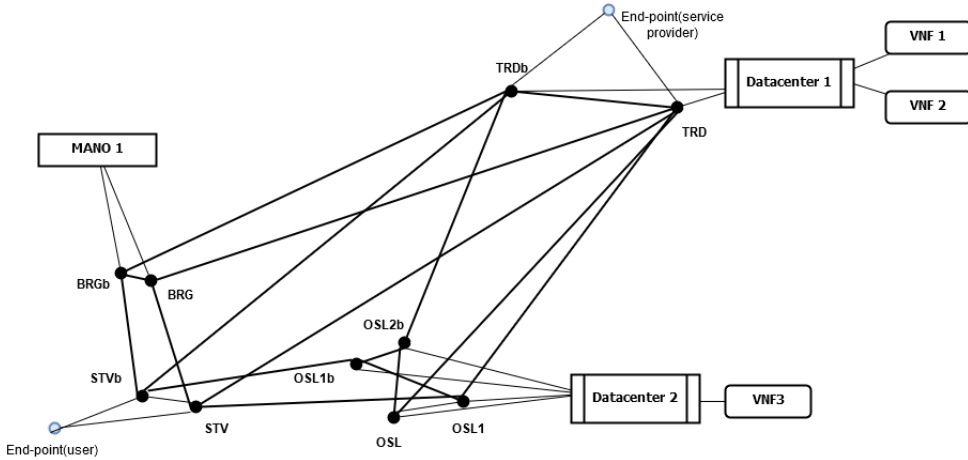 End-point(service
provider)
VNF 1
TRDb
Datacenter 1
VNF 2
TRD
MANO 1
BRGb
BRG
OSL2b
STVb
OSL1b
Datacenter 2
VNF3
STV
OSL1
OSL
End-point(user)